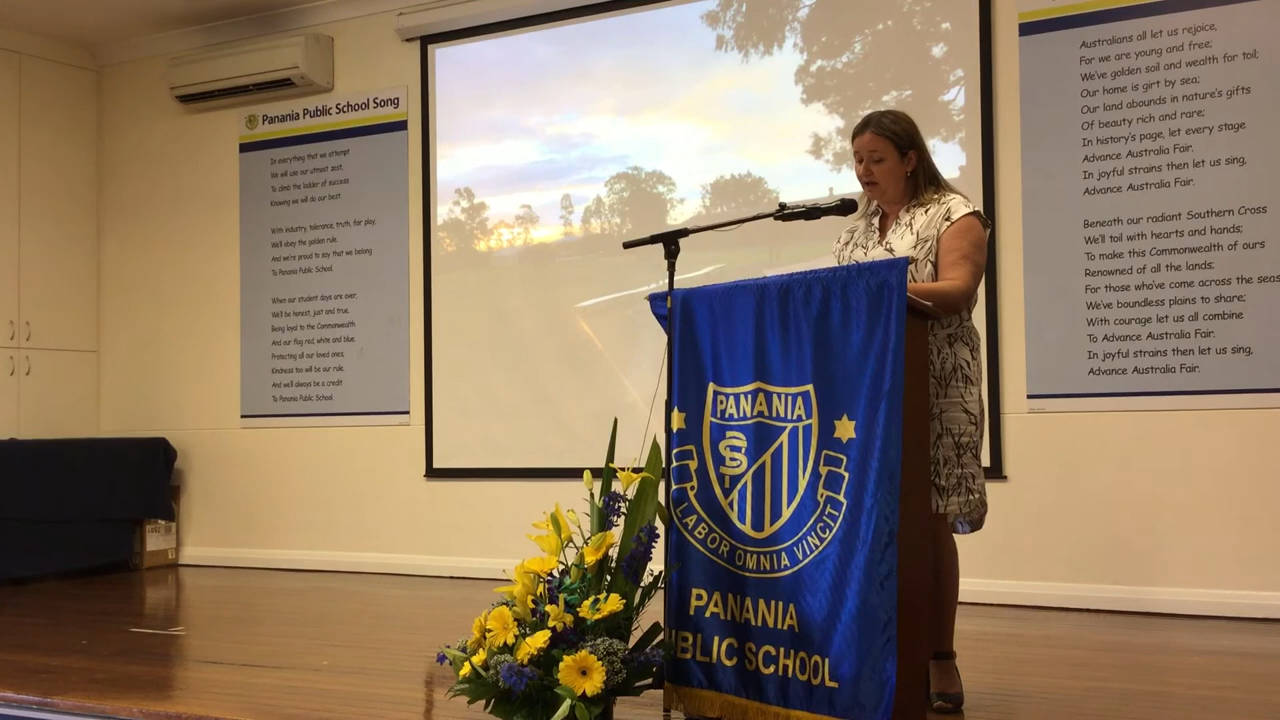 Panania Public School Song
In everything that we attempt
We will use our utmost zest,
To climb the ladder of success
Knowing we will do our best.
With industry, tolerance, truth, fair play,
We'll obey the golden rule.
And we're proud to say that we belong
To Panania Public School.
When our student days are over,
We'll be honest, just and true.
Being loyal to the Commonwealth
And our flag red, white and blue.
Protecting all our loved ones,
Kindness too will be our rule.
And we'll always be a credit
To Panania Public School.
Australians all let us rejoice,
For we are young and free;
We've golden soil and wealth for toil;
Our home is girt by sea;
Our land abounds in nature's gifts
Of beauty rich and rare;
In history's page, let every stage
Advance Australia Fair.
In joyful strains then let us sing,
Advance Australia Fair.
Beneath our radiant Southern Cross
We'll toil with hearts and hands;
To make this Commonwealth of ours
Renowned of all the lands;
For those who've come across the seas
We've boundless plains to share;
With courage let us all combine
To Advance Australia Fair.
In joyful strains then let us sing,
Advance Australia Fair.
PANANIA
LABOR OMNIA VINCIT
PANANIA
UBLIC SCHOOL